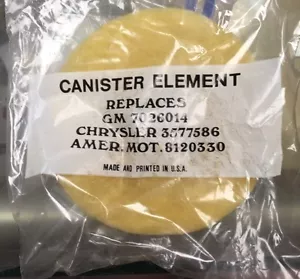 CANISTER ELEMENT
REPLACES
GM 7026014
CHRYSLER 3577586
AMER. MOT. 8120330
MADE AND PRINTED IN U.S.A.